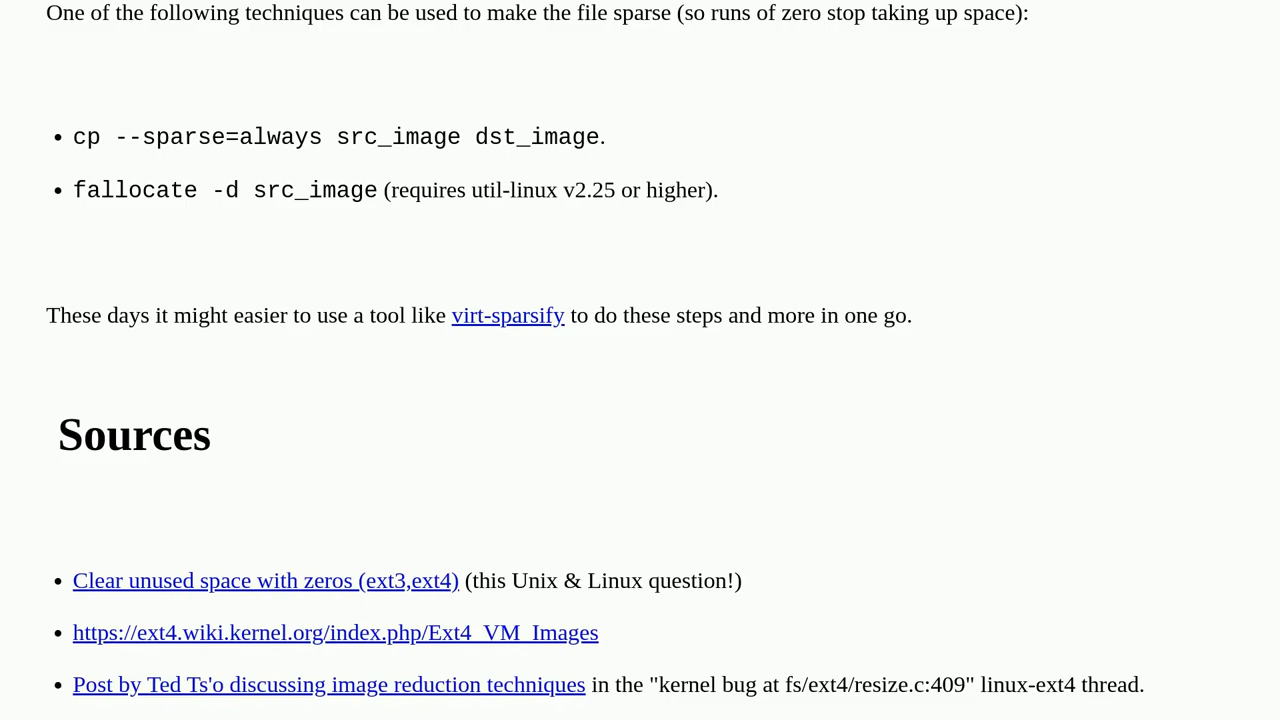 One of the following techniques can be used to make the file sparse (so runs of zero stop taking up space):
• cp --sparse=always src_image dst_image.
• fallocate -d src_image (requires util-linux v2.25 or higher).
These days it might easier to use a tool like virt-sparsify to do these steps and more in one go.
Sources
• Clear unused space with zeros (ext3,ext4) (this Unix & Linux question!)
• https://ext4.wiki.kernel.org/index.php/Ext4_VM_Images
• Post by Ted Ts'o discussing image reduction techniques in the "kernel bug at fs/ext4/resize.c:409" linux-ext4 thread.